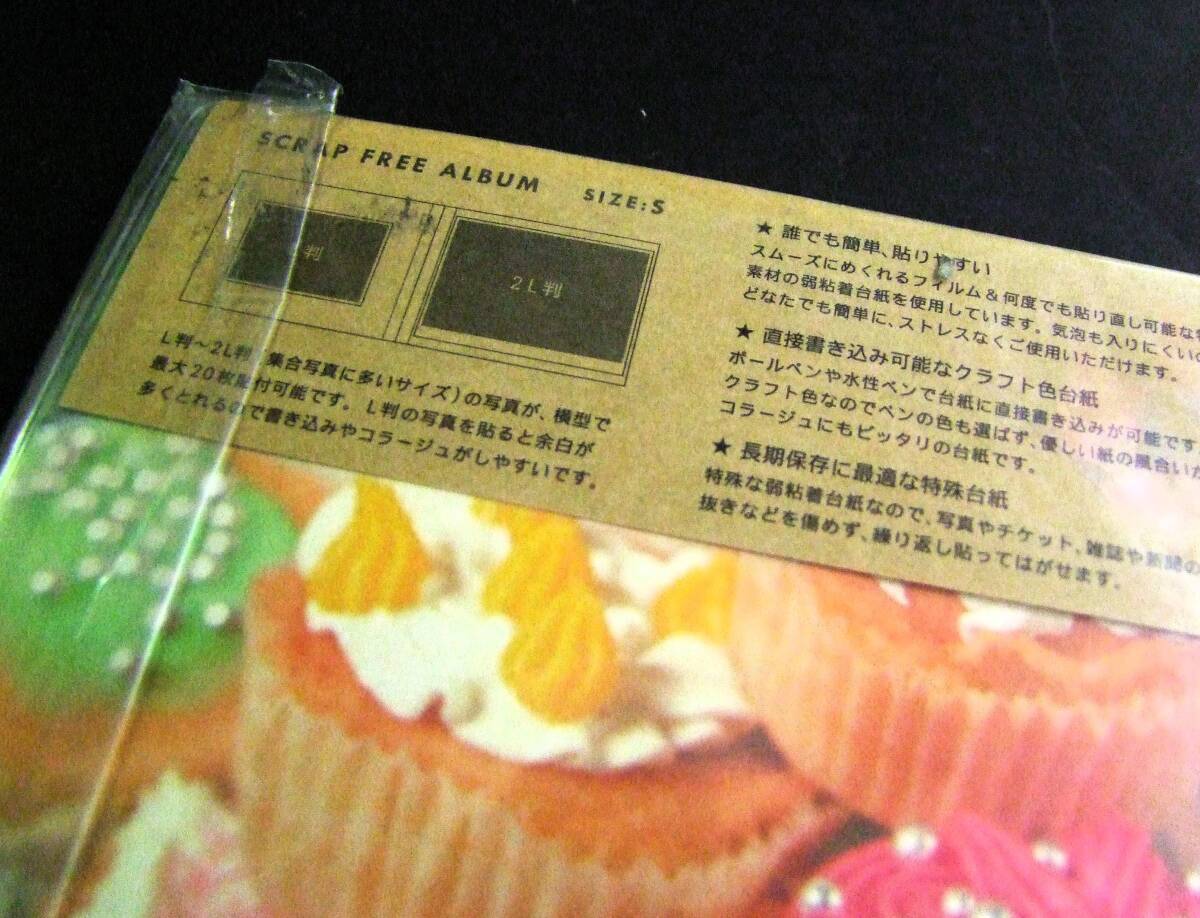 SCRAP FREE ALBUM SIZE:S
判
2L判
L判〜2L判 集合写真に多いサイズ)の写真が、横型で
最大20枚貼付可能です。L判の写真を貼ると余白が
多くとれるので書き込みやコラージュがしやすいです。
★ 誰でも簡単、貼りやすい
スムーズにめくれるフィルム&何度でも貼り直し可能な
素材の弱粘着台紙を使用しています。気泡も入りにくい
どなたでも簡単に、ストレスなくご使用いただけます。
★ 直接書き込み可能なクラフト色台紙
ボールペンや水性ペンで台紙に直接書き込みが可能です
クラフト色なのでペンの色も選ばず、優しい紙の風合い
コラージュにもピッタリの台紙です。
★ 長期保存に最適な特殊台紙
特殊な弱粘着台紙なので、写真やチケット、雑誌や新聞の
抜きなどを傷めず、繰り返し貼ってはがせます。